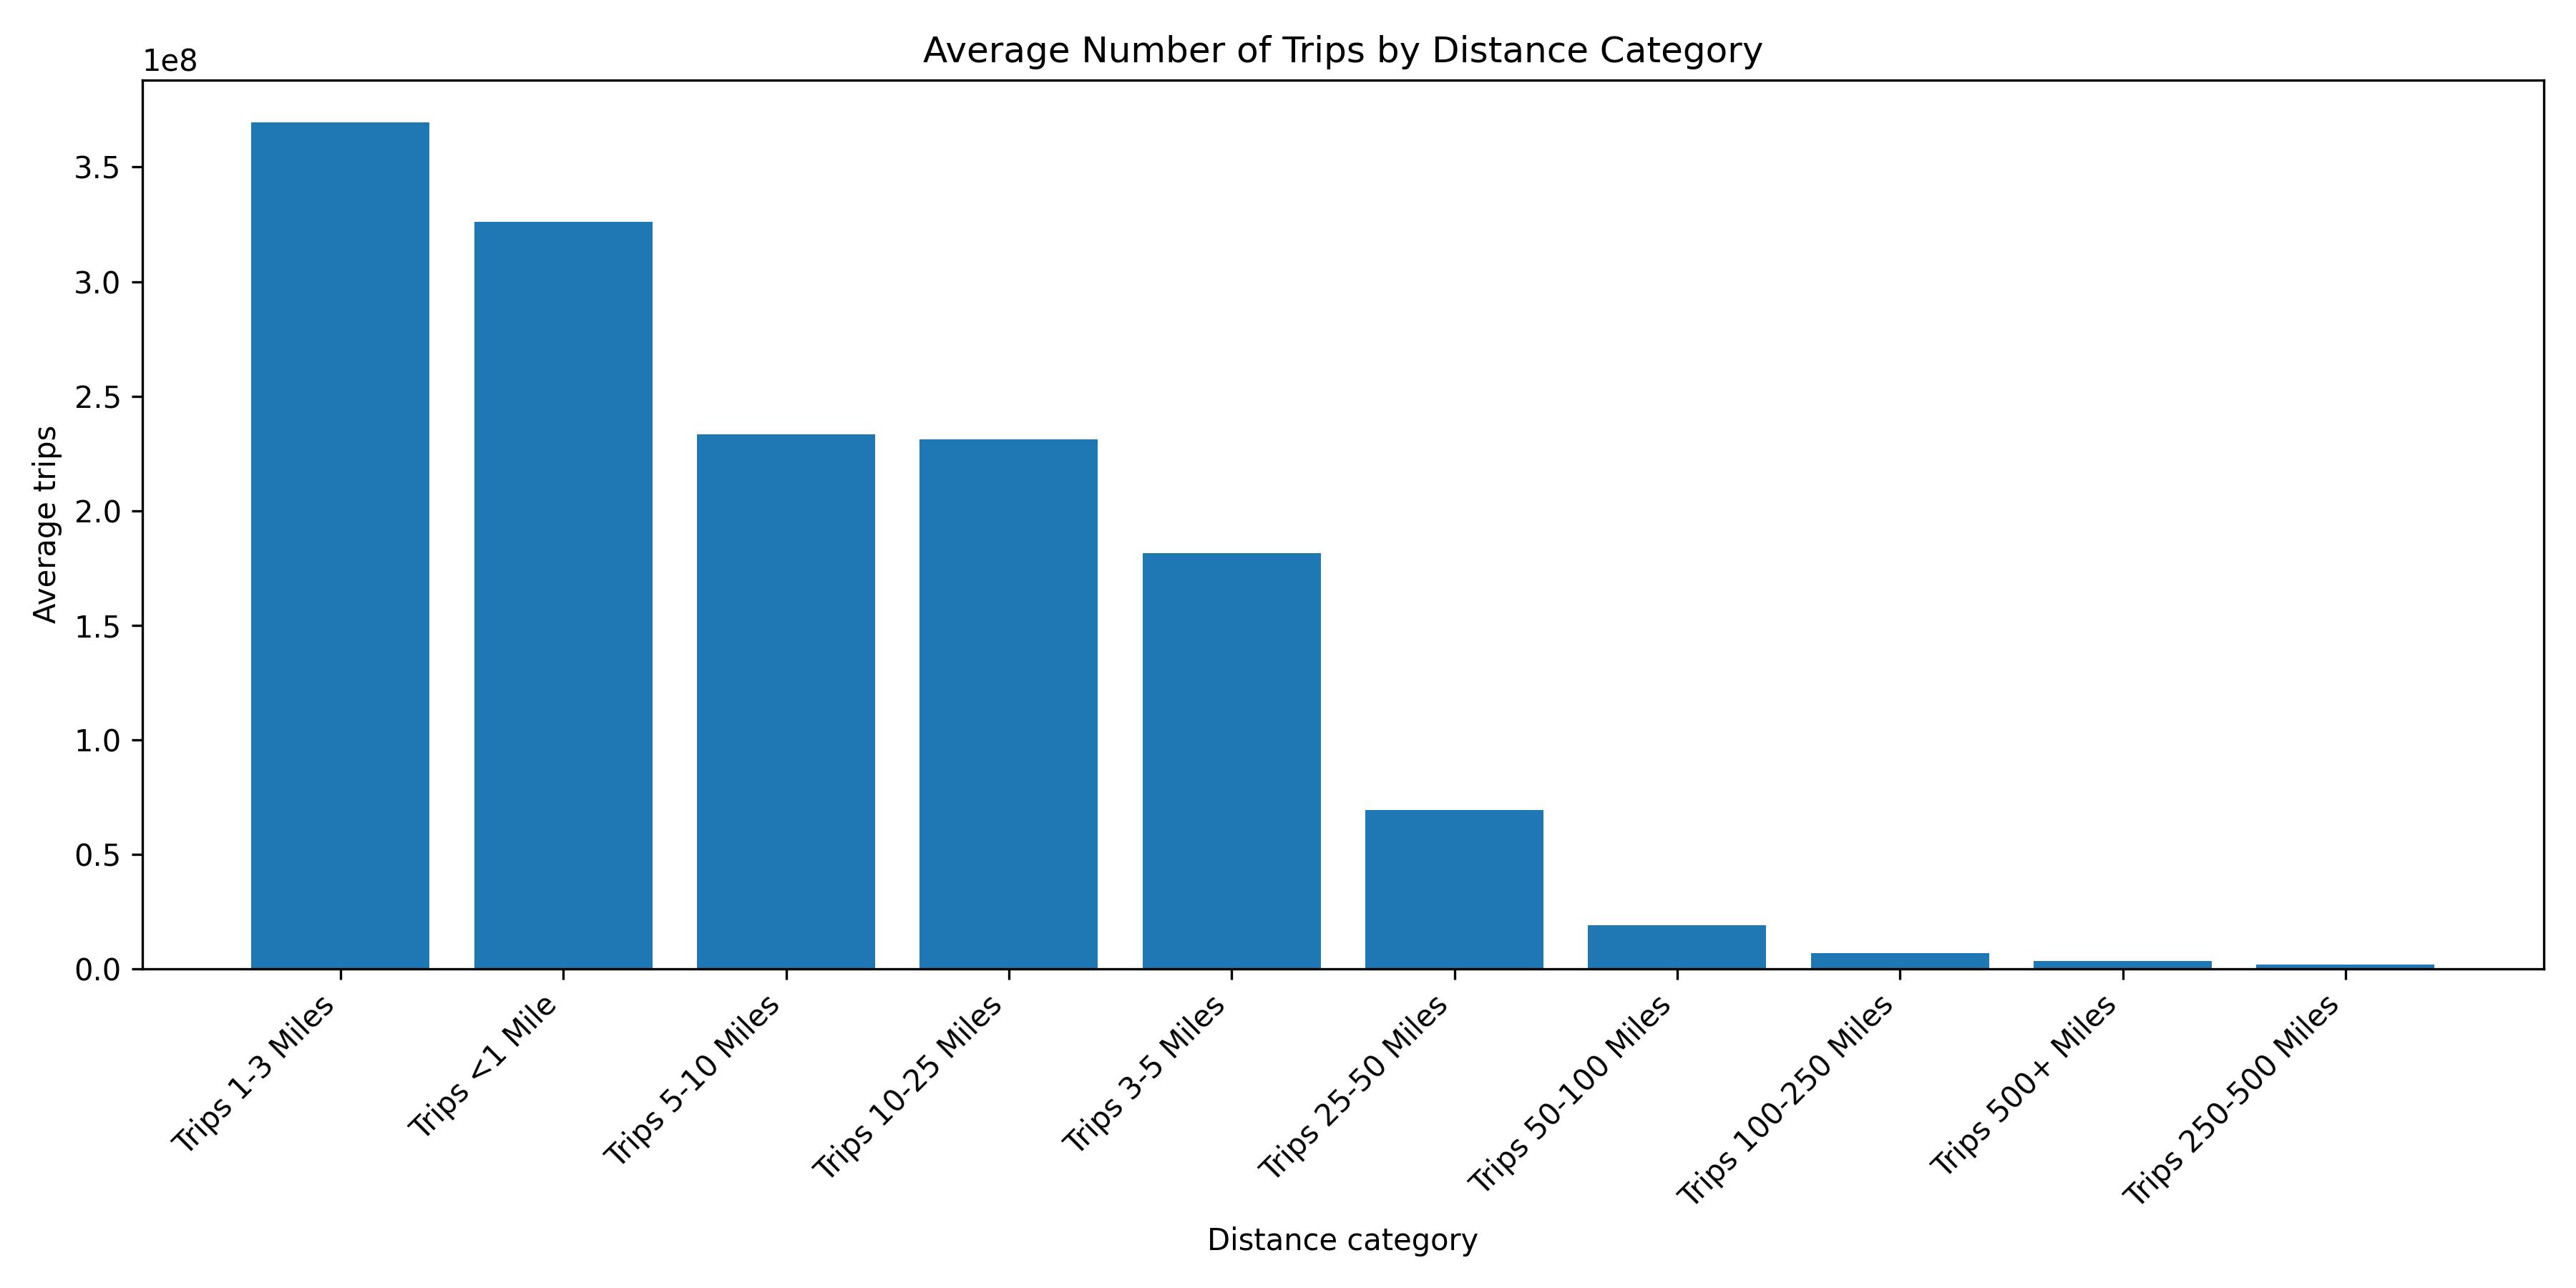 Average Number of Trips by Distance Category
1e8
3.5
3.0
2.5
2.0
1.5
1.0
0.5
0.0
Average trips
Trips 1-3 Miles
Trips <1 Mile
Trips 5-10 Miles
Trips 10-25 Miles
Trips 3-5 Miles
Trips 25-50 Miles
Trips 50-100 Miles
Trips 100-250 Miles
Trips 500+ Miles
Trips 250-500 Miles
Distance category